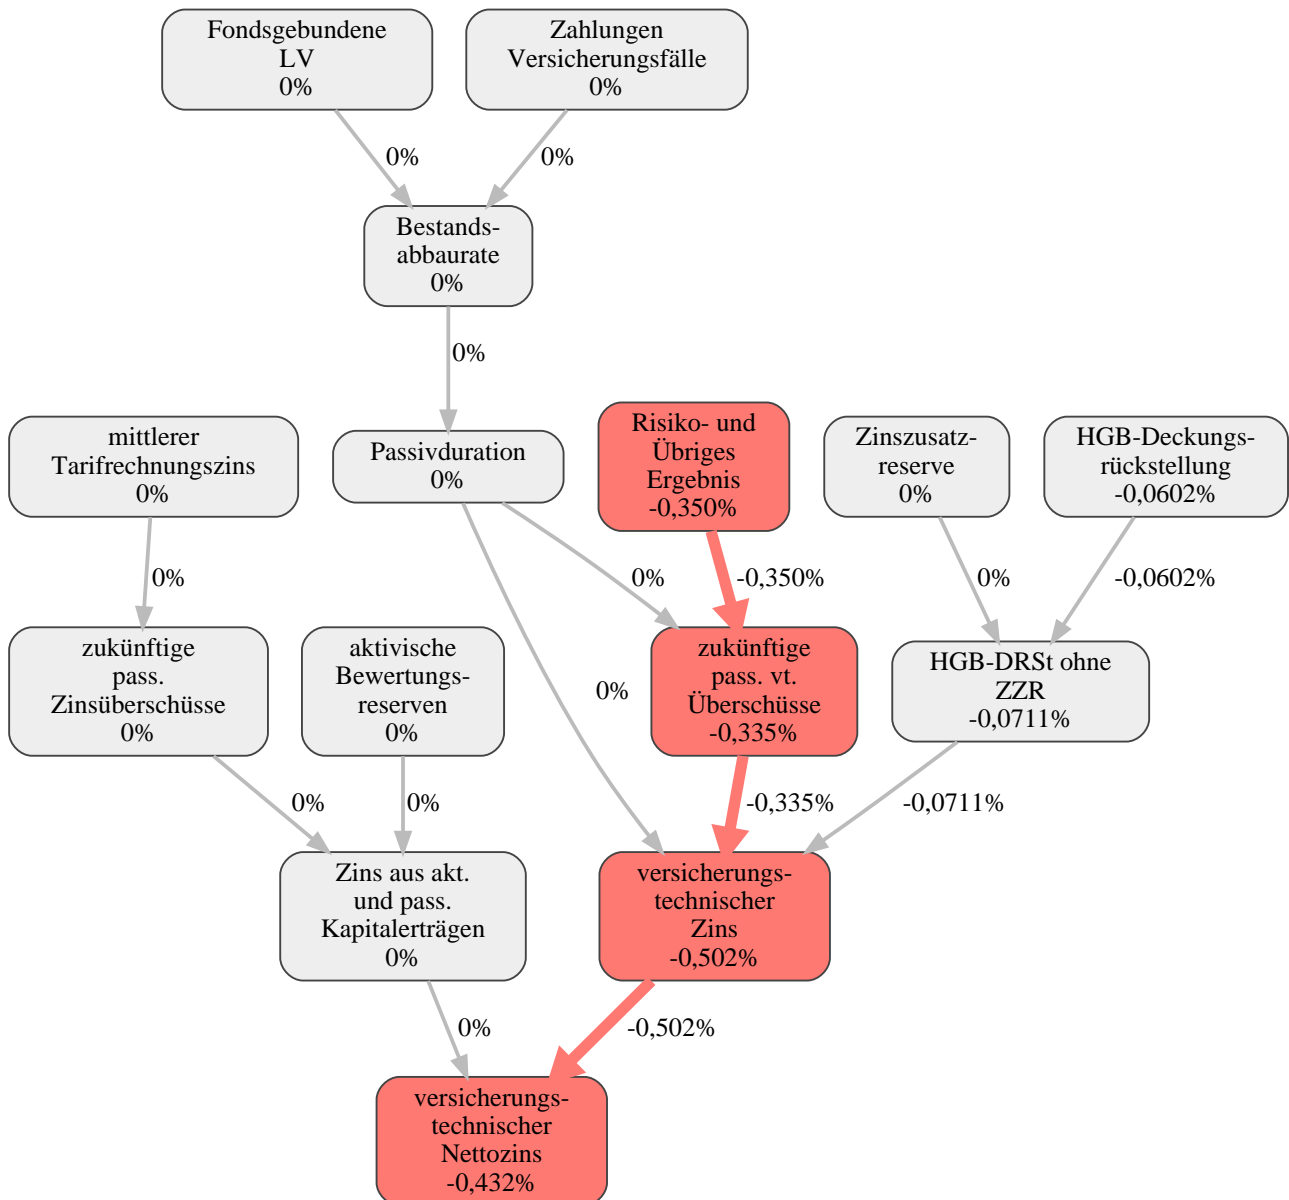 Fondsgebundene
LV
0%
Zahlungen
Versicherungsfälle
0%
0%
0%
Bestands-
abbaurate
0%
0%
mittlerer
Tarifrechnungszins
0%
Passivduration
0%
Risiko- und
Übriges
Ergebnis
-0,350%
Zinszusatz-
reserve
0%
HGB-Deckungs-
rückstellung
-0,0602%
0%
0%
-0,350%
0%
-0,0602%
zukünftige
pass.
Zinsüberschüsse
0%
aktivische
Bewertungs-
reserven
0%
0%
zukünftige
pass. vt.
Überschüsse
-0,335%
HGB-DRSt ohne
ZZR
-0,0711%
0%
0%
-0,335%
-0,0711%
Zins aus akt.
und pass.
Kapitalerträgen
0%
versicherungs-
technischer
Zins
-0,502%
0%
-0,502%
versicherungs-
technischer
Nettozins
-0,432%